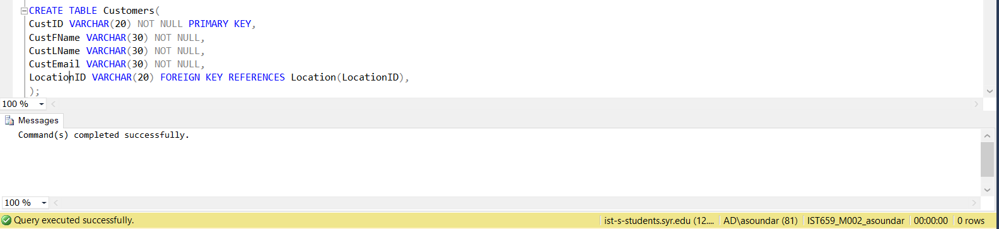 CREATE TABLE Customers(
CustID VARCHAR(20) NOT NULL PRIMARY KEY,
CustFName VARCHAR(30) NOT NULL,
CustLName VARCHAR(30) NOT NULL,
CustEmail VARCHAR(30) NOT NULL,
LocationID VARCHAR(20) FOREIGN KEY REFERENCES Location(LocationID),
);
100 %
Messages
Command(s) completed successfully.
100 %
Query executed successfully. ist-s-students.syr.edu (12.... AD\asoundar (81) IST659_M002_asoundar 00:00:00 0 rows